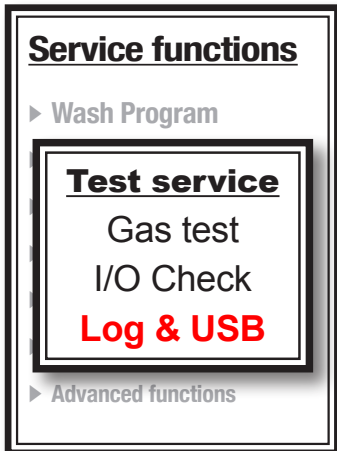 Service functions
Wash Program
Test service
Gas test
I/O Check
Log & USB
Advanced functions